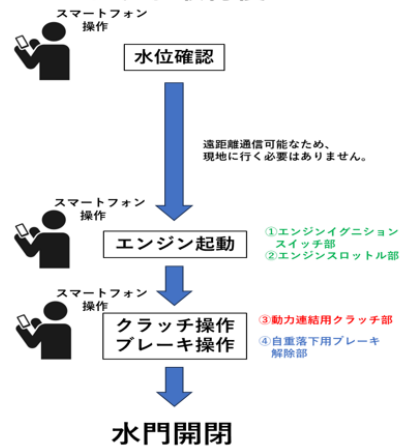 スマートフォン
操作
水位確認
遠距離通信可能なため、
現地に行く必要はありません。
スマートフォン
操作
エンジン起動
①エンジンイグニション
スイッチ部
②エンジンスロットル部
スマートフォン
操作
クラッチ操作
ブレーキ操作
③動力連結用クラッチ部
④自重落下用ブレーキ
解除部
水門開閉